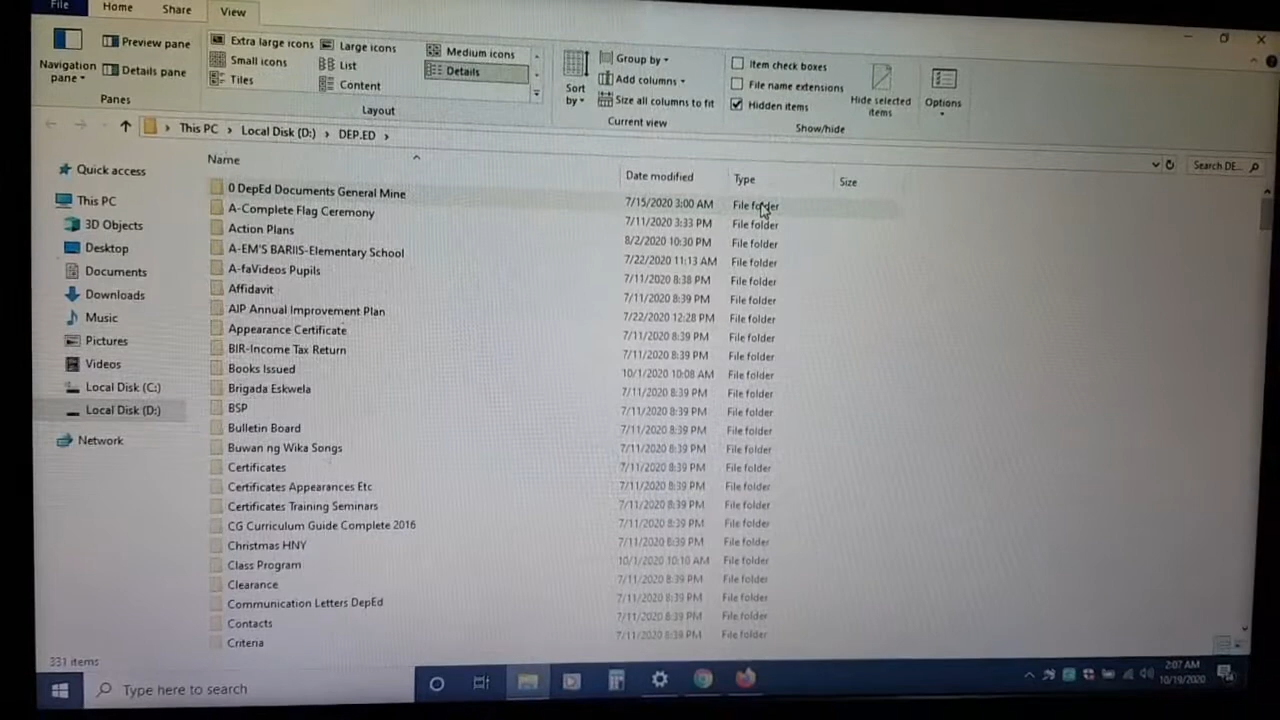 File Home Share View
Navigation pane
Preview pane
Details pane
Panes
Extra large icons Large icons Medium icons
Small icons List Details
Tiles Content
Layout
Sort by
Group by
Add columns
Size all columns to fit
Current view
Item check boxes
File name extensions
Hidden items
Hide selected items
Show/hide
Options
This PC > Local Disk (D:) > DEP.ED >
Search DE...
Quick access
This PC
3D Objects
Desktop
Documents
Downloads
Music
Pictures
Videos
Local Disk (C:)
Local Disk (D:)
Network
Name Date modified Type Size
0 DepEd Documents General Mine 7/15/2020 3:00 AM File folder
A-Complete Flag Ceremony 7/11/2020 3:33 PM File folder
Action Plans 8/2/2020 10:30 PM File folder
A-EM'S BARIIS-Elementary School 7/22/2020 11:13 AM File folder
A-faVideos Pupils 7/11/2020 8:38 PM File folder
Affidavit 7/11/2020 8:39 PM File folder
AIP Annual Improvement Plan 7/22/2020 12:28 PM File folder
Appearance Certificate 7/11/2020 8:39 PM File folder
BIR-Income Tax Return 7/11/2020 8:39 PM File folder
Books Issued 10/1/2020 10:08 AM File folder
Brigada Eskwela 7/11/2020 8:39 PM File folder
BSP 7/11/2020 8:39 PM File folder
Bulletin Board 7/11/2020 8:39 PM File folder
Buwan ng Wika Songs 7/11/2020 8:39 PM File folder
Certificates 7/11/2020 8:39 PM File folder
Certificates Appearances Etc 7/11/2020 8:39 PM File folder
Certificates Training Seminars 7/11/2020 8:39 PM File folder
CG Curriculum Guide Complete 2016 7/11/2020 8:39 PM File folder
Christmas HNY 7/11/2020 8:39 PM File folder
Class Program 10/1/2020 10:10 AM File folder
Clearance 7/11/2020 8:39 PM File folder
Communication Letters DepEd 7/11/2020 8:39 PM File folder
Contacts 7/11/2020 8:39 PM File folder
Criteria 7/11/2020 8:39 PM File folder
331 items
Type here to search
2:07 AM
10/19/2020